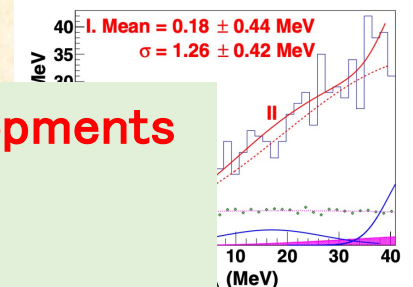 40
I. Mean = 0.18 ± 0.44 MeV
σ = 1.26 ± 0.42 MeV
35
MeV
30
pments
II
10 20 30 40
(MeV)